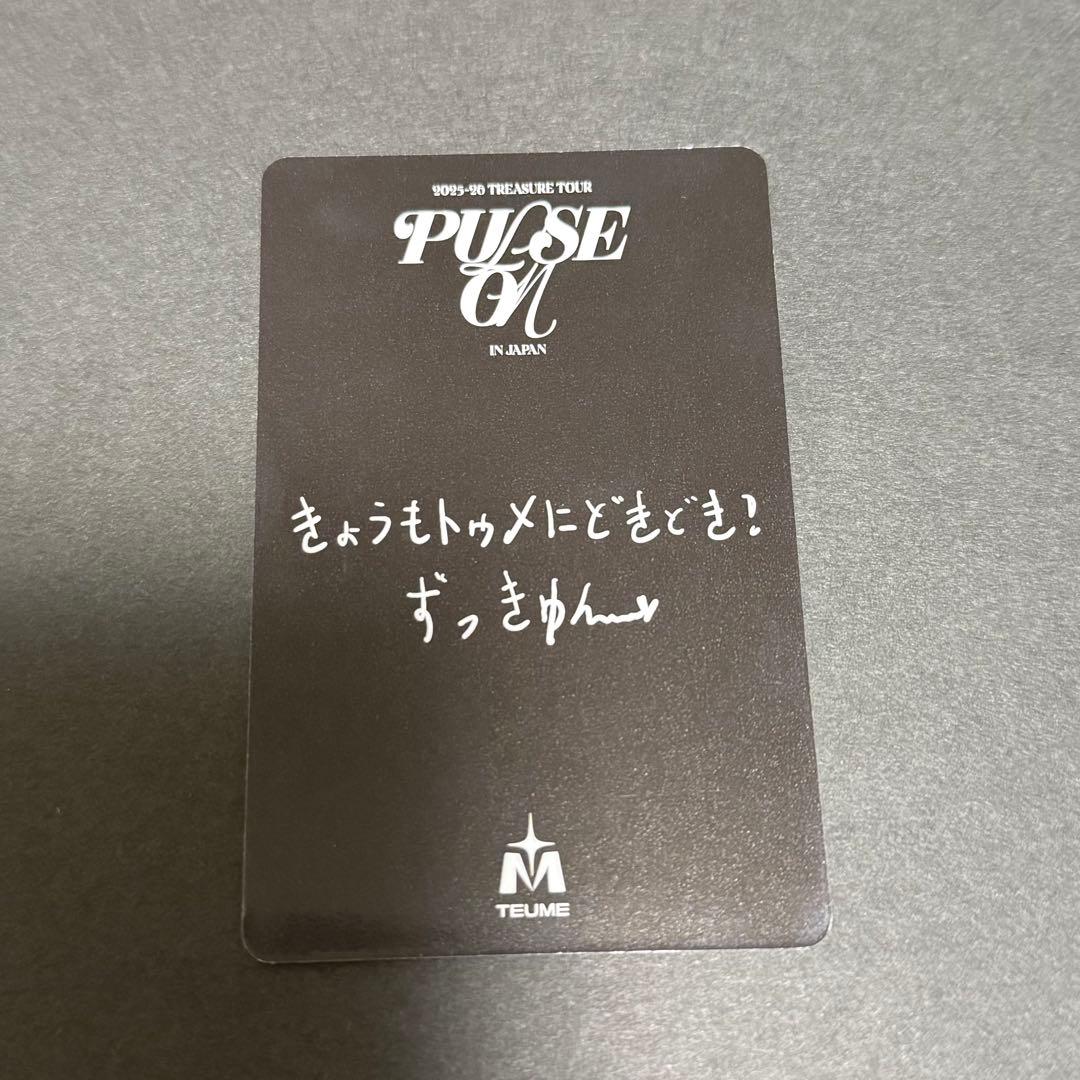 2025-26 TREASURE TOUR
PULSE
ON
IN JAPAN
きょうもトゥメにどきどき?
ずっきゅんー♡
M
TEUME